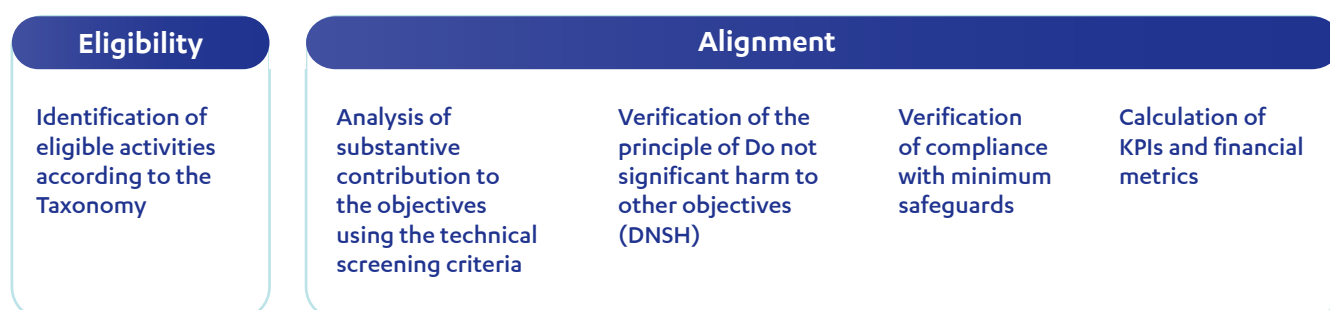 Eligibility
Identification of
eligible activities
according to the
Taxonomy
Alignment
Analysis of
substantive
contribution to
the objectives
using the technical
screening criteria
Verification of the
principle of Do not
significant harm to
other objectives
(DNSH)
Verification
of compliance
with minimum
safeguards
Calculation of
KPIs and financial
metrics